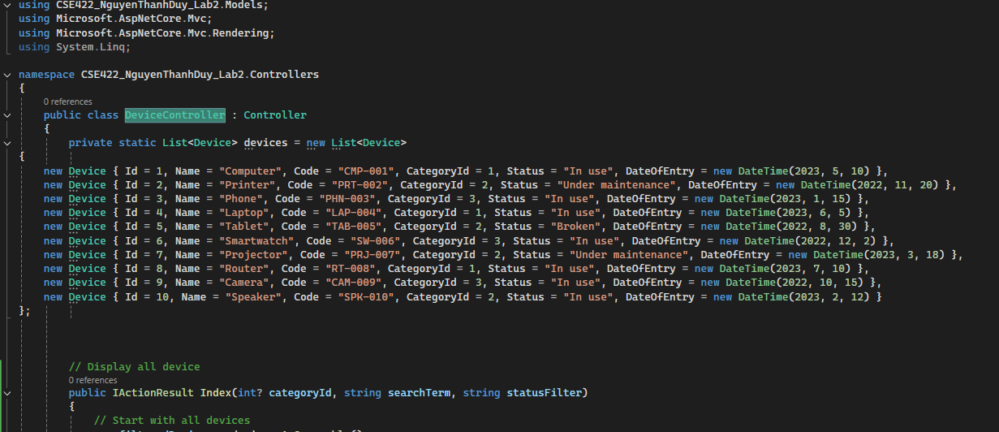 using CSE422_NguyenThanhDuy_Lab2.Models;
using Microsoft.AspNetCore.Mvc;
using Microsoft.AspNetCore.Mvc.Rendering;
using System.Linq;
namespace CSE422_NguyenThanhDuy_Lab2.Controllers
{
0 references
public class DeviceController : Controller
{
private static List<Device> devices = new List<Device>
{
new Device { Id = 1, Name = "Computer", Code = "CMP-001", CategoryId = 1, Status = "In use", DateOfEntry = new DateTime(2023, 5, 10) },
new Device { Id = 2, Name = "Printer", Code = "PRT-002", CategoryId = 2, Status = "Under maintenance", DateOfEntry = new DateTime(2022, 11, 20) },
new Device { Id = 3, Name = "Phone", Code = "PHN-003", CategoryId = 3, Status = "In use", DateOfEntry = new DateTime(2023, 1, 15) },
new Device { Id = 4, Name = "Laptop", Code = "LAP-004", CategoryId = 1, Status = "In use", DateOfEntry = new DateTime(2023, 6, 5) },
new Device { Id = 5, Name = "Tablet", Code = "TAB-005", CategoryId = 2, Status = "Broken", DateOfEntry = new DateTime(2022, 8, 30) },
new Device { Id = 6, Name = "Smartwatch", Code = "SW-006", CategoryId = 3, Status = "In use", DateOfEntry = new DateTime(2022, 12, 2) },
new Device { Id = 7, Name = "Projector", Code = "PRJ-007", CategoryId = 2, Status = "Under maintenance", DateOfEntry = new DateTime(2023, 3, 18) },
new Device { Id = 8, Name = "Router", Code = "RT-008", CategoryId = 1, Status = "In use", DateOfEntry = new DateTime(2023, 7, 10) },
new Device { Id = 9, Name = "Camera", Code = "CAM-009", CategoryId = 3, Status = "In use", DateOfEntry = new DateTime(2022, 10, 15) },
new Device { Id = 10, Name = "Speaker", Code = "SPK-010", CategoryId = 2, Status = "In use", DateOfEntry = new DateTime(2023, 2, 12) }
};
// Display all device
0 references
public IActionResult Index(int? categoryId, string searchTerm, string statusFilter)
{
// Start with all devices